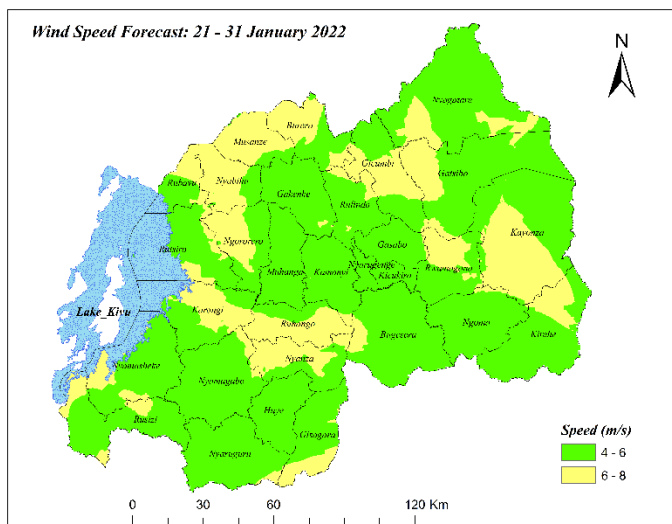 Wind Speed Forecast: 21 - 31 January 2022
N
Nyagatare
Burera
Musanze
Gicumbi
Nyabihu
Rubavu
Gatsibo
Gakenke
Rulindo
Ngororero
Rutsiro
Kayonza
Gasabo
Rwamagana
Nyarugenge
Muhanga
Kamonyi
Kicukiro
Lake_Kivu
Karongi
Ruhango
Ngoma
Bugesera
Kirehe
Nyanza
Nyamasheke
Nyamagabe
Huye
Rusizi
Gisagara
Nyaruguru
Speed (m/s)
4 - 6
6 - 8
0 30 60 120 Km